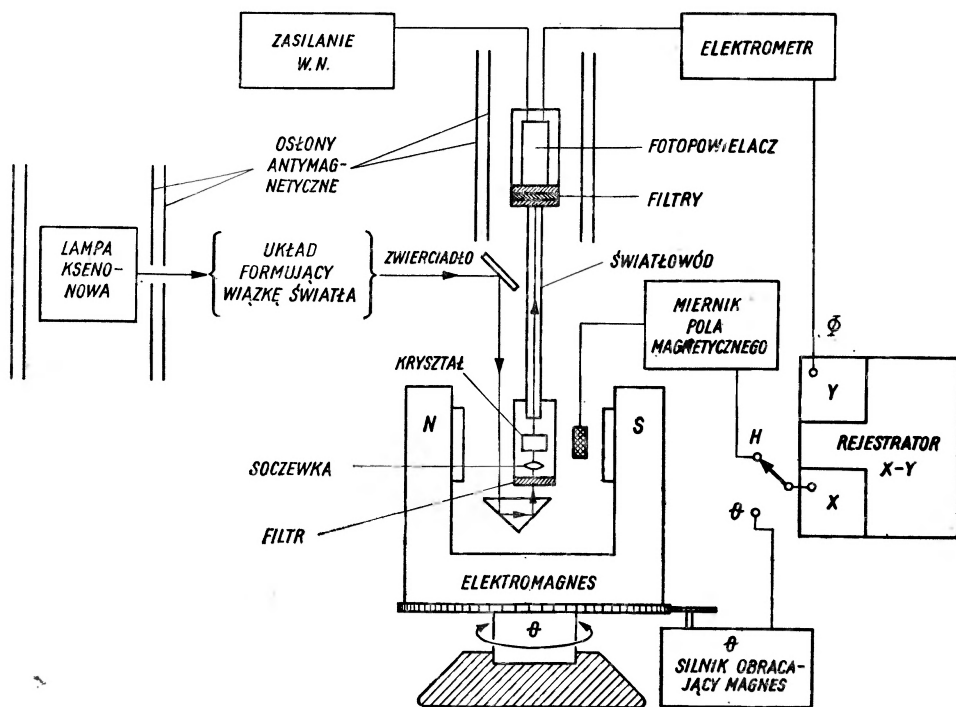 ZASILANIE
W. N.
ELEKTROMETR
OSŁONY
ANTYMAG-
NETYCZNE
FOTOPOWIELACZ
FILTRY
LAMPA
KSENO-
NOWA
UKŁAD
FORMUJĄCY
WIĄZKĘ ŚWIATŁA
ZWIERCIADŁO
ŚWIATŁOWÓD
MIERNIK
POLA
MAGNETYCZNEGO
Φ
KRYSZTAŁ
N
S
Y
H
REJESTRATOR
X-Y
SOCZEWKA
X
ϑ
FILTR
ELEKTROMAGNES
ϑ
ϑ
SILNIK OBRACA-
JĄCY MAGNES